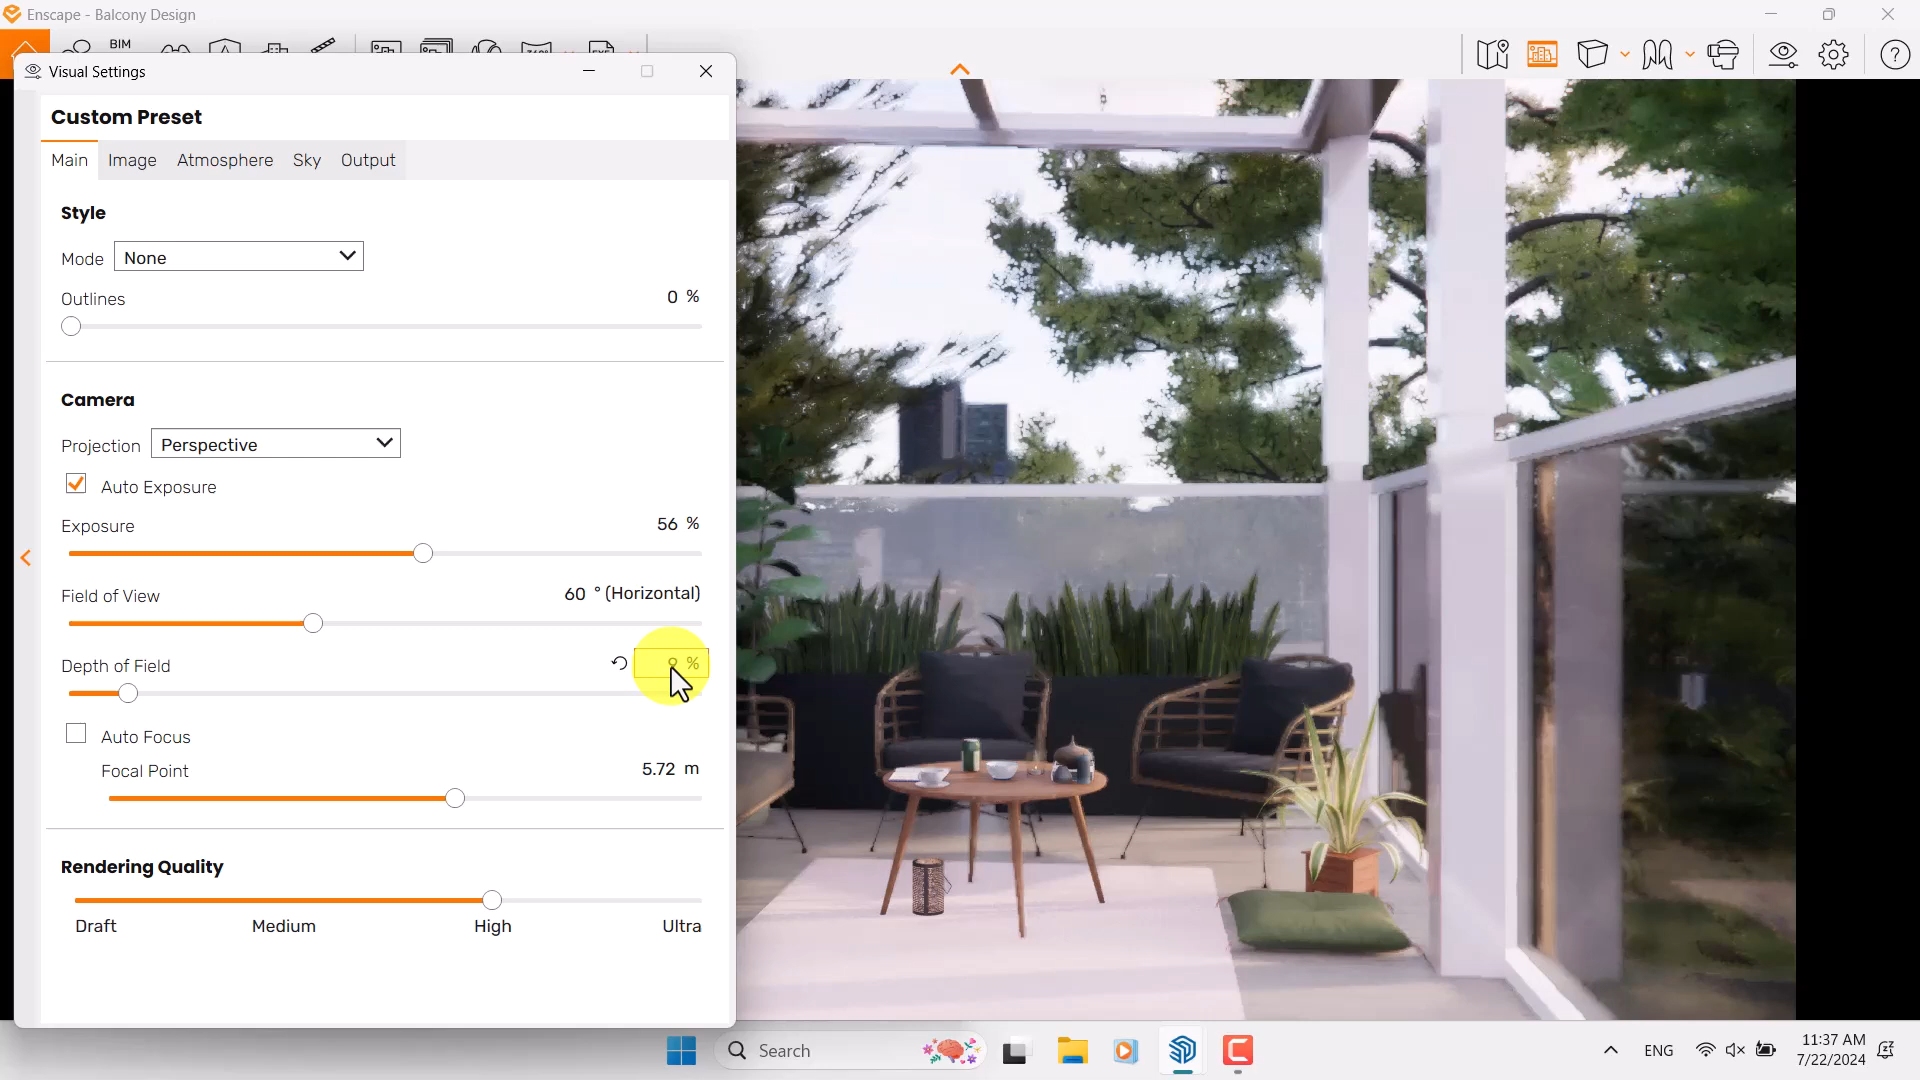 Enscape - Balcony Design
BIM
Visual Settings
Custom Preset
Main Image Atmosphere Sky Output
Style
Mode None
Outlines 0 %
Camera
Projection Perspective
Auto Exposure
Exposure 56 %
Field of View 60 ° (Horizontal)
Depth of Field 9 %
Auto Focus
Focal Point 5.72 m
Rendering Quality
Draft Medium High Ultra
Search
ENG
11:37 AM
7/22/2024